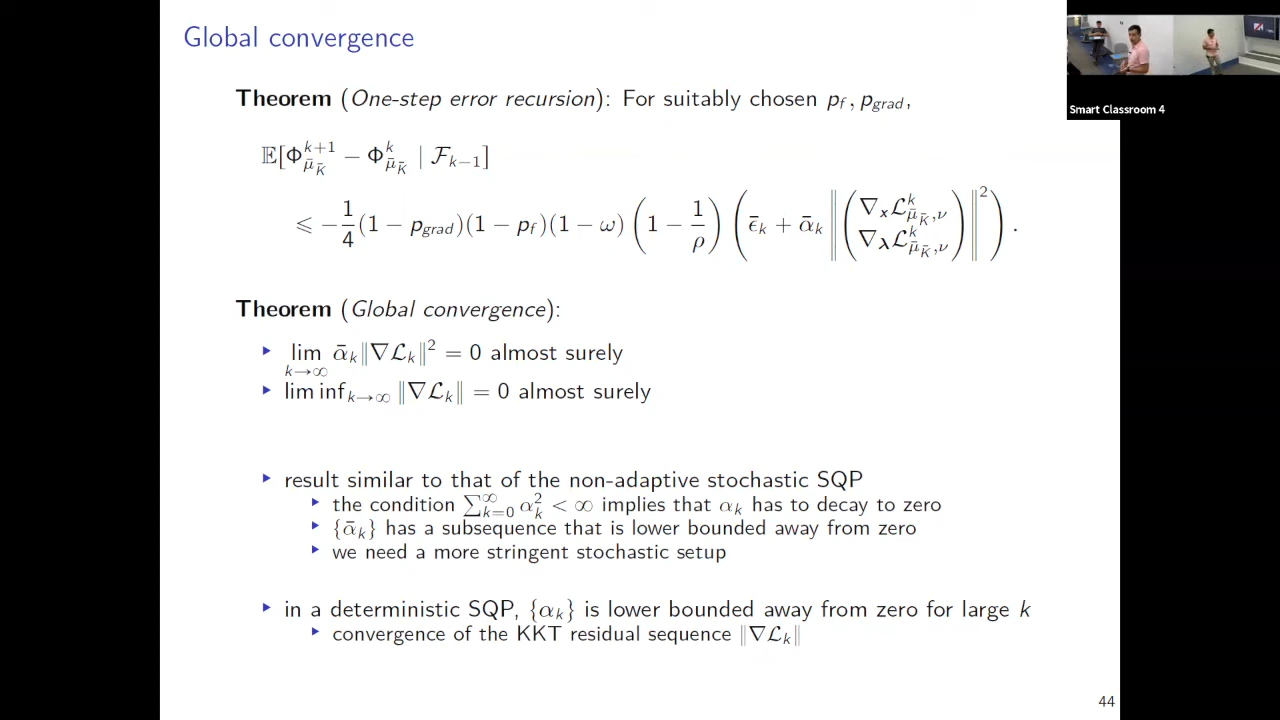 Global convergence
Smart Classroom 4
Theorem (One-step error recursion): For suitably chosen p_f, p_grad,
𝔼[Φ^{k+1}_{μ̄_K̄} − Φ^k_{μ̄_K̄} | ℱ_{k−1}]
⩽ −1/4 (1 − p_grad)(1 − p_f)(1 − ω) (1 − 1/ρ) (ϵ̄_k + ᾱ_k ‖(∇_x ℒ^k_{μ̄_K̄,ν} ∇_λ ℒ^k_{μ̄_K̄,ν})‖²).
Theorem (Global convergence):
▸ lim_{k→∞} ᾱ_k‖∇ℒ_k‖² = 0 almost surely
▸ lim inf_{k→∞} ‖∇ℒ_k‖ = 0 almost surely
▸ result similar to that of the non-adaptive stochastic SQP
▸ the condition ∑^∞_{k=0} α²_k < ∞ implies that α_k has to decay to zero
▸ {ᾱ_k} has a subsequence that is lower bounded away from zero
▸ we need a more stringent stochastic setup
▸ in a deterministic SQP, {α_k} is lower bounded away from zero for large k
▸ convergence of the KKT residual sequence ‖∇ℒ_k‖
44